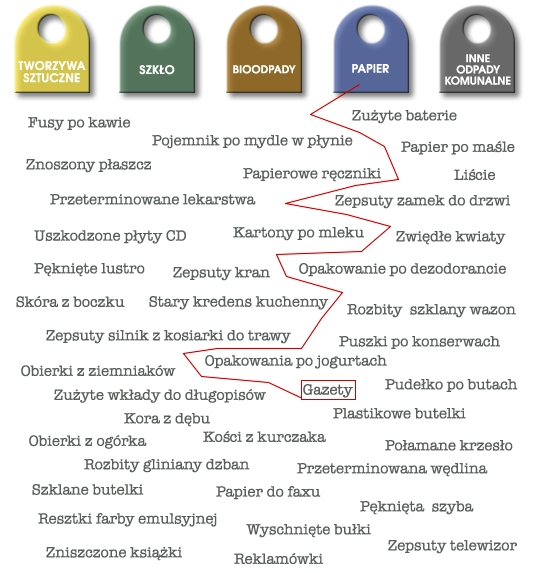 TWORZYWA
SZTUCZNE
SZKŁO
BIOODPADY
PAPIER
INNE
ODPADY
KOMUNALNE
Zużyte baterie
Fusy po kawie
Pojemnik po mydle w płynie
Papier po maśle
Znoszony płaszcz
Papierowe ręczniki
Liście
Przeterminowane lekarstwa
Zepsuty zamek do drzwi
Uszkodzone płyty CD
Kartony po mleku
Zwiędłe kwiaty
Pęknięte lustro
Zepsuty kran
Opakowanie po dezodorancie
Skóra z boczku
Stary kredens kuchenny
Rozbity szklany wazon
Zepsuty silnik z kosiarki do trawy
Puszki po konserwach
Opakowania po jogurtach
Obierki z ziemniaków
Pudełko po butach
Zużyte wkłady do długopisów
Gazety
Kora z dębu
Plastikowe butelki
Obierki z ogórka
Kości z kurczaka
Połamane krzesło
Rozbity gliniany dzban
Przeterminowana wędlina
Szklane butelki
Papier do faxu
Pęknięta szyba
Resztki farby emulsyjnej
Wyschnięte bułki
Zepsuty telewizor
Zniszczone książki
Reklamówki